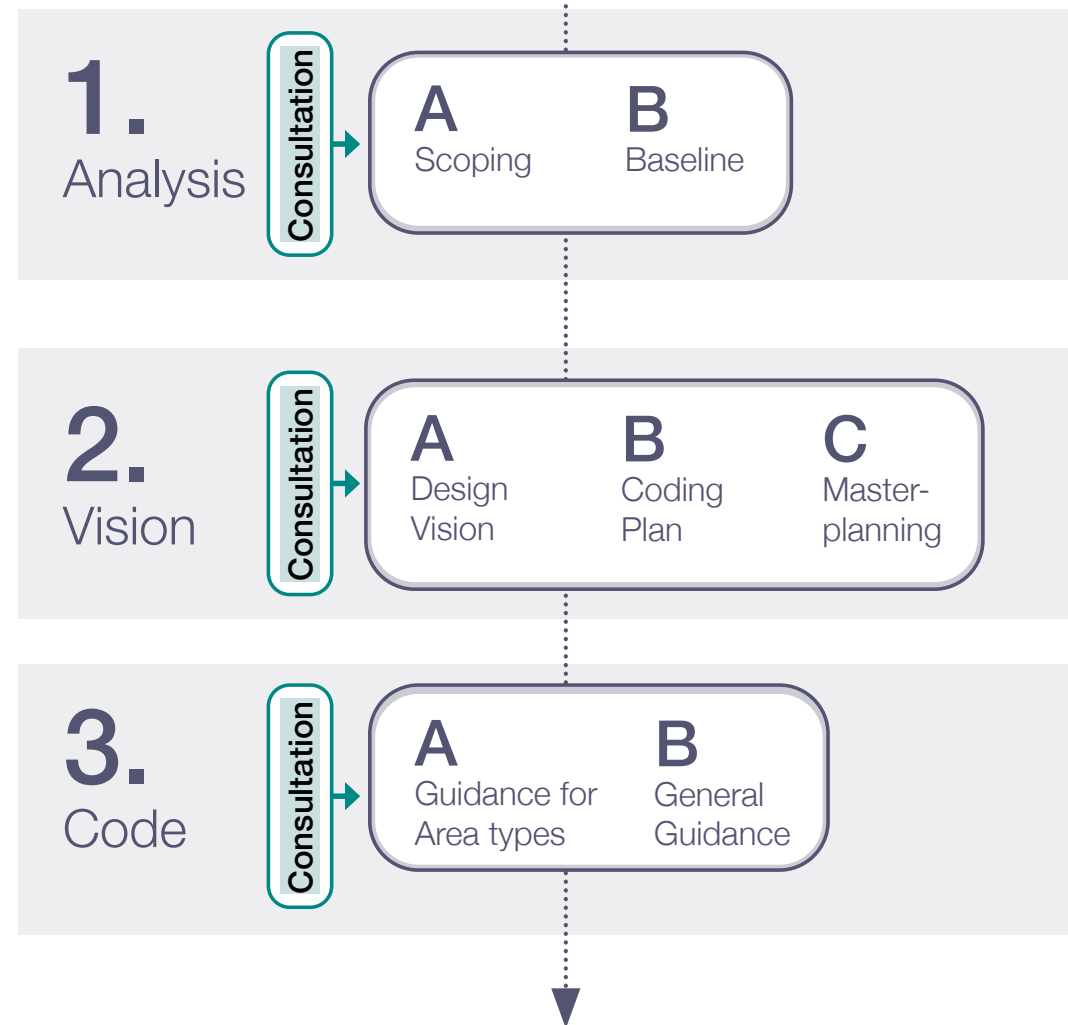 1.
Analysis
Consultation
A
Scoping
B
Baseline
2.
Vision
Consultation
A
Design
Vision
B
Coding
Plan
C
Master-
planning
3.
Code
Consultation
A
Guidance for
Area types
B
General
Guidance